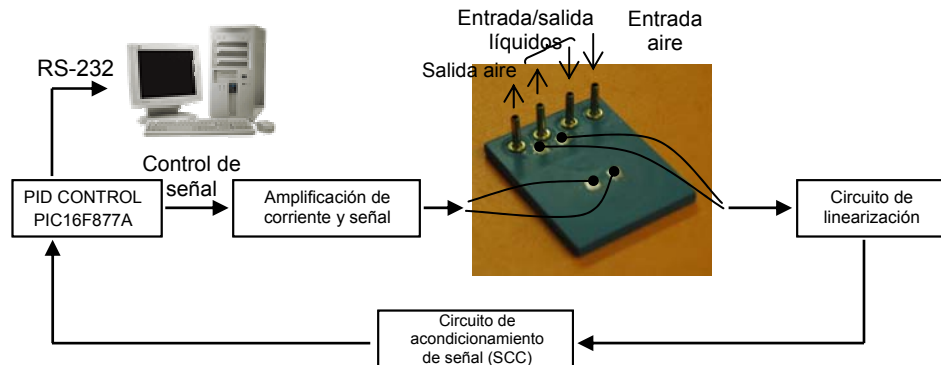 Entrada/salida
líquidos
Entrada
aire
Salida aire
RS-232
Control de
señal
PID CONTROL
PIC16F877A
Amplificación de
corriente y señal
Circuito de
linearización
Circuito de
acondicionamiento
de señal (SCC)